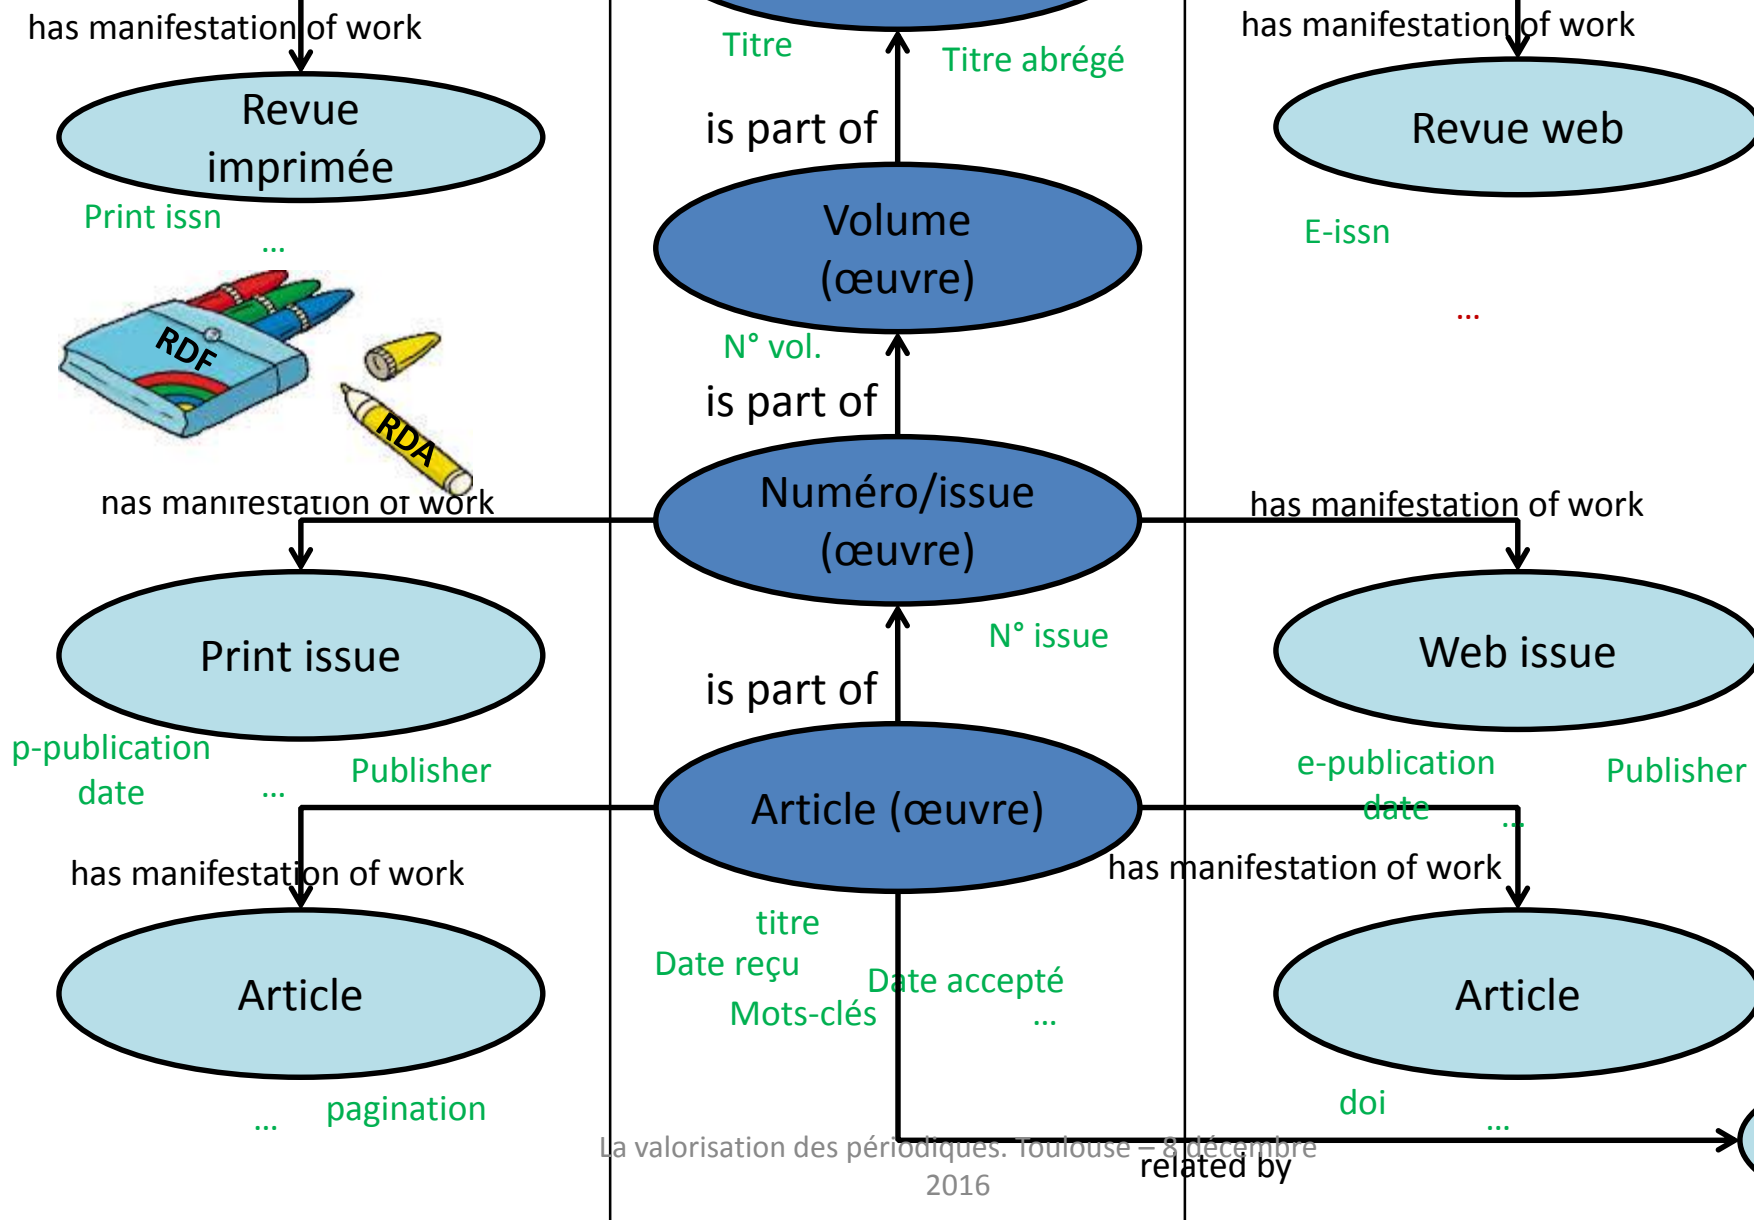 has manifestation of work
Titre
Titre abrégé
has manifestation of work
Revue
imprimée
is part of
Revue web
Print issn
...
Volume
(œuvre)
E-issn
...
RDF
RDA
N° vol.
is part of
has manifestation of work
Numéro/issue
(œuvre)
has manifestation of work
Print issue
N° issue
Web issue
is part of
p-publication
date
...
Publisher
Article (œuvre)
e-publication
date
...
Publisher
has manifestation of work
has manifestation of work
Article
titre
Date reçu
Date accepté
Mots-clés
...
Article
pagination
...
doi
...
La valorisation des périodiques. Toulouse – 8 décembre
2016
related by